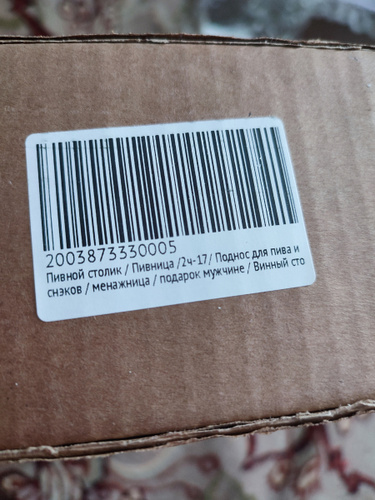 2003873330005
Пивной столик / Пивница /2ч-17/ Поднос для пива и
снэков / менажница / подарок мужчине / Винный сто